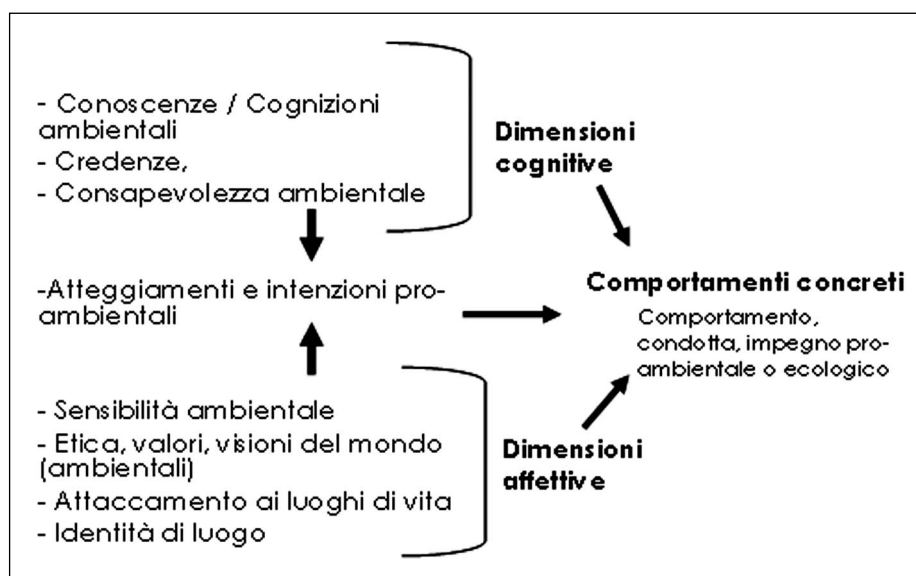 - Conoscenze / Cognizioni
ambientali
- Credenze,
- Consapevolezza ambientale
Dimensioni
cognitive
-Atteggiamenti e intenzioni pro-
ambientali
Comportamenti concreti
Comportamento,
condotta, impegno pro-
ambientale o ecologico
- Sensibilità ambientale
- Etica, valori, visioni del mondo
(ambientali)
- Attaccamento ai luoghi di vita
- Identità di luogo
Dimensioni
affettive